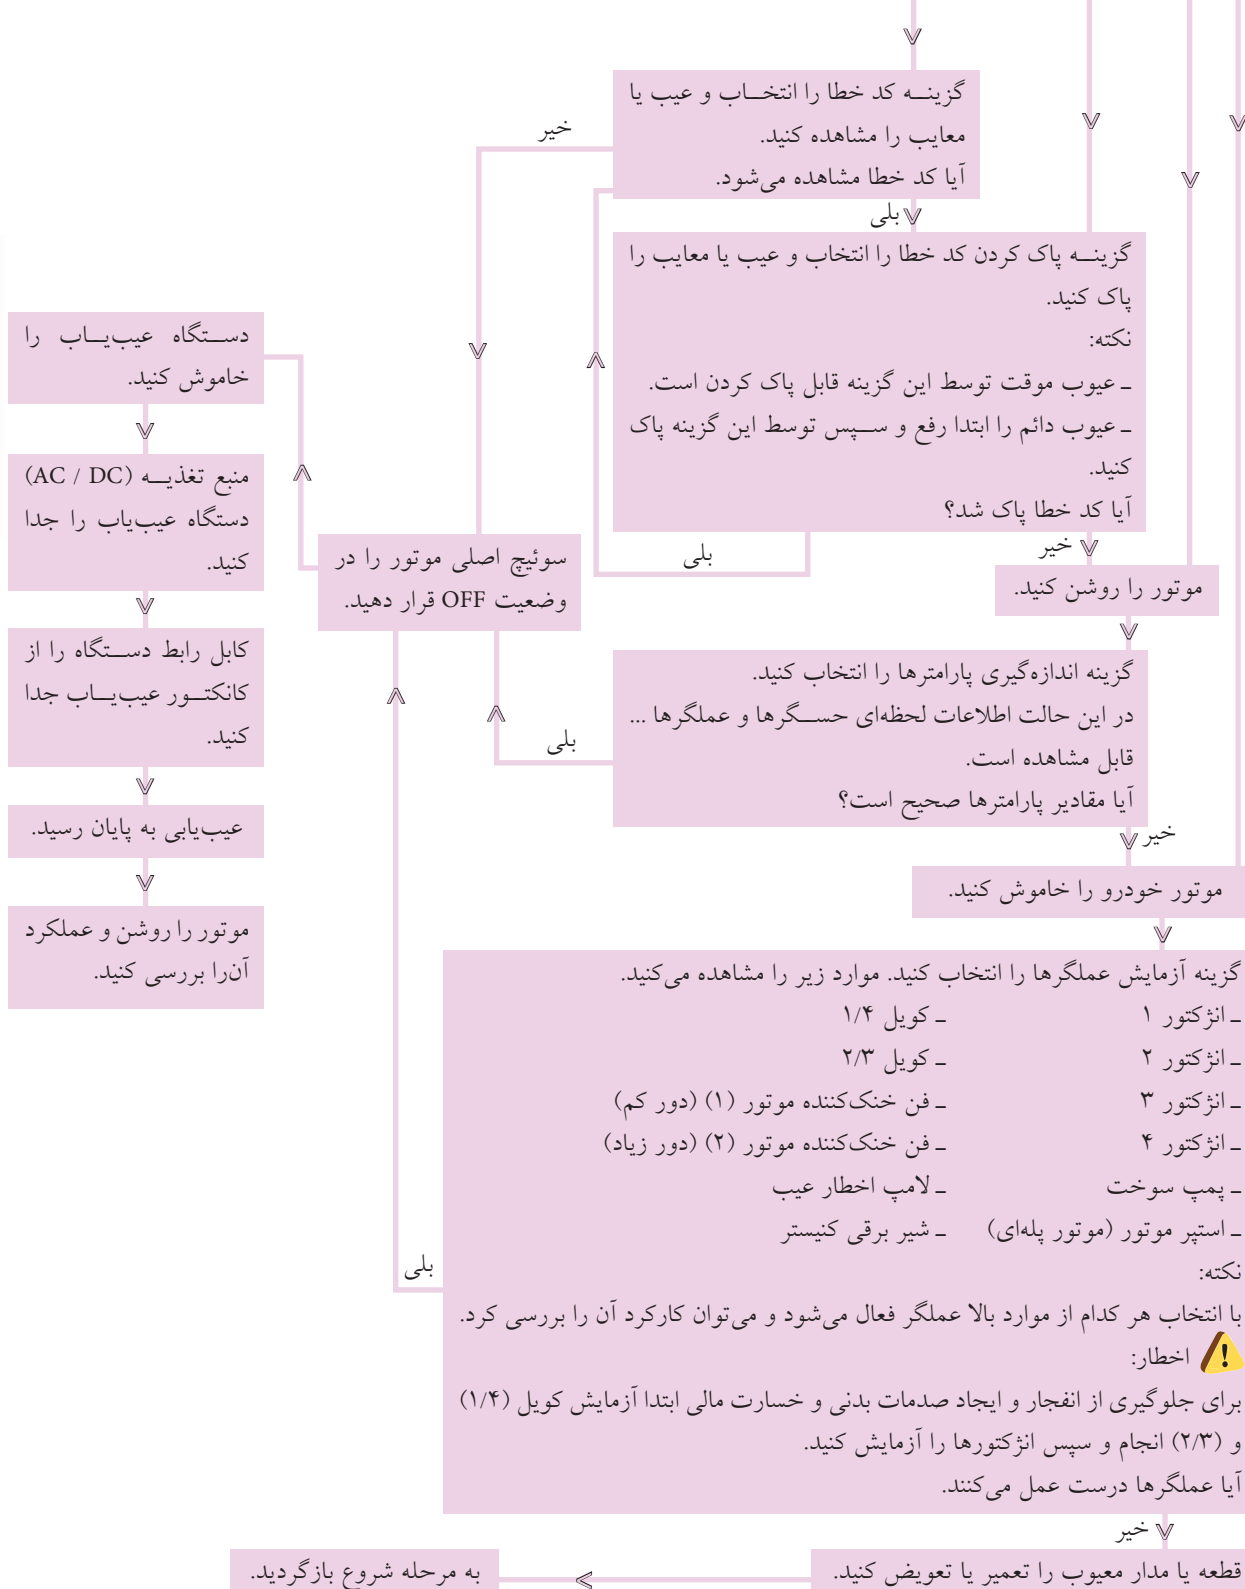 گزینه کد خطا را انتخاب و عیب یا
معایب را مشاهده کنید.
آیا کد خطا مشاهده می‌شود.
خیر
بلی
گزینه پاک کردن کد خطا را انتخاب و عیب یا معایب را
پاک کنید.
نکته:
ـ عیوب موقت توسط این گزینه قابل پاک کردن است.
ـ عیوب دائم را ابتدا رفع و سپس توسط این گزینه پاک
کنید.
آیا کد خطا پاک شد؟
بلی
خیر
موتور را روشن کنید.
گزینه اندازه‌گیری پارامترها را انتخاب کنید.
در این حالت اطلاعات لحظه‌ای حسگرها و عملگرها ...
قابل مشاهده است.
آیا مقادیر پارامترها صحیح است؟
بلی
خیر
موتور خودرو را خاموش کنید.
گزینه آزمایش عملگرها را انتخاب کنید. موارد زیر را مشاهده می‌کنید.
ـ انژکتور ۱ ـ کویل ۱/۴
ـ انژکتور ۲ ـ کویل ۲/۳
ـ انژکتور ۳ ـ فن خنک‌کننده موتور (۱) (دور کم)
ـ انژکتور ۴ ـ فن خنک‌کننده موتور (۲) (دور زیاد)
ـ پمپ سوخت ـ لامپ اخطار عیب
ـ استپر موتور (موتور پله‌ای) ـ شیر برقی کنیستر
نکته:
با انتخاب هر کدام از موارد بالا عملگر فعال می‌شود و می‌توان کارکرد آن را بررسی کرد.
اخطار:
برای جلوگیری از انفجار و ایجاد صدمات بدنی و خسارت مالی ابتدا آزمایش کویل (۱/۴)
و (۲/۳) انجام و سپس انژکتورها را آزمایش کنید.
آیا عملگرها درست عمل می‌کنند.
بلی
خیر
قطعه یا مدار معیوب را تعمیر یا تعویض کنید.
به مرحله شروع بازگردید.
سوئیچ اصلی موتور را در
وضعیت OFF قرار دهید.
دستگاه عیب‌یاب را
خاموش کنید.
منبع تغذیه (AC / DC)
دستگاه عیب‌یاب را جدا
کنید.
کابل رابط دستگاه را از
کانکتور عیب‌یاب جدا
کنید.
عیب‌یابی به پایان رسید.
موتور را روشن و عملکرد
آن‌را بررسی کنید.